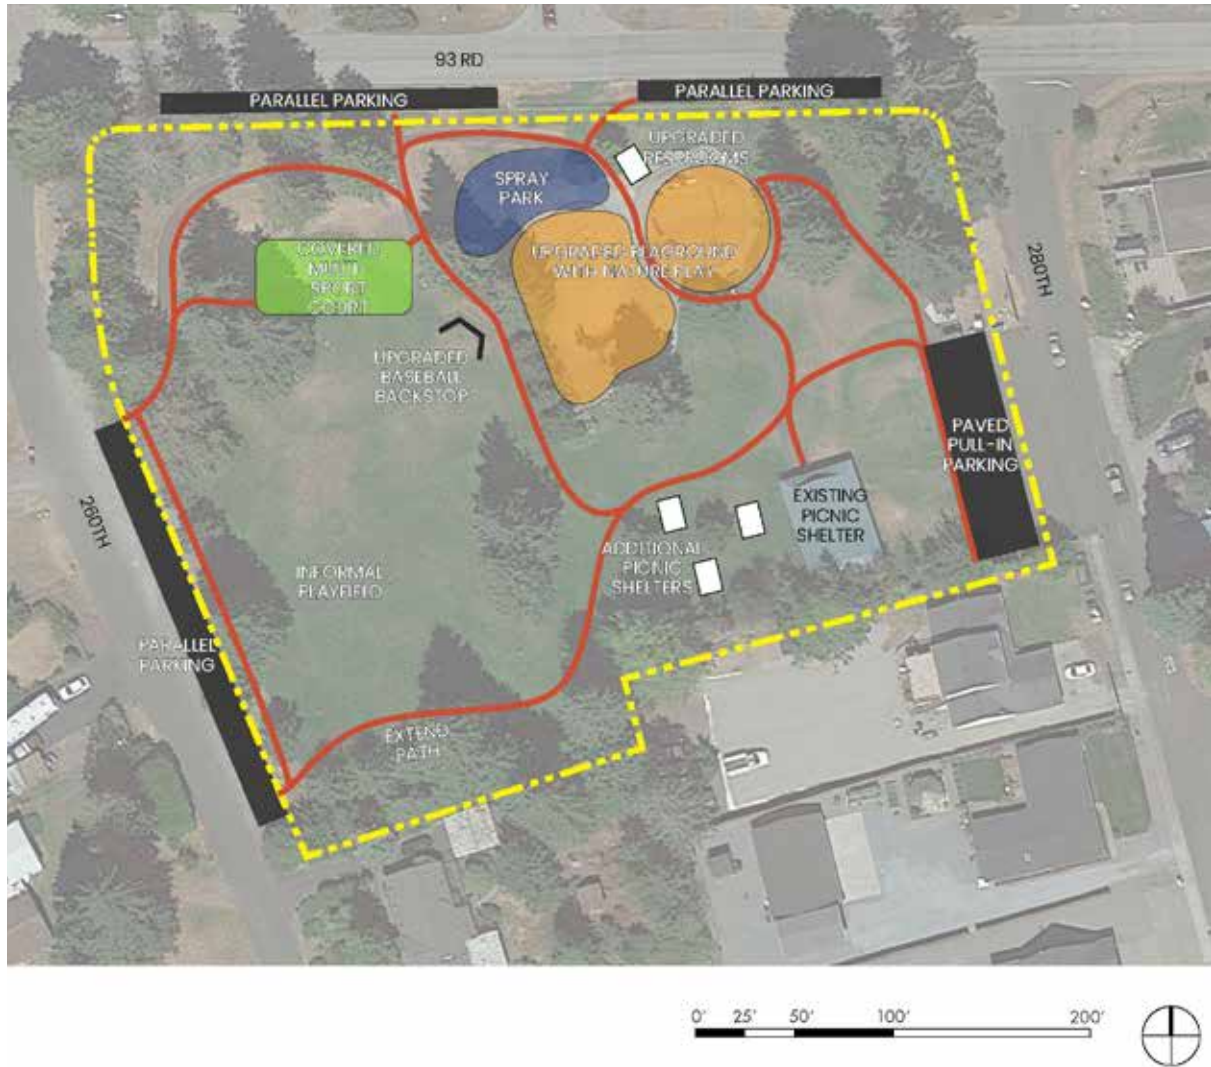 93 RD
PARALLEL PARKING
PARALLEL PARKING
UPGRADED
RESTROOMS
SPRAY
PARK
COVERED
MULTI
SPORT
COURT
UPGRADED PLAGROUND
WITH NATURE PLAY
280TH
UPGRADED
BASEBALL
BACKSTOP
PAVED
PULL-IN
PARKING
260TH
EXISTING
PICNIC
SHELTER
ADDITIONAL
PICNIC
SHELTERS
INFORMAL
PLAYFIELD
PARALLEL
PARKING
EXTEND
PATH
0' 25' 50' 100' 200'